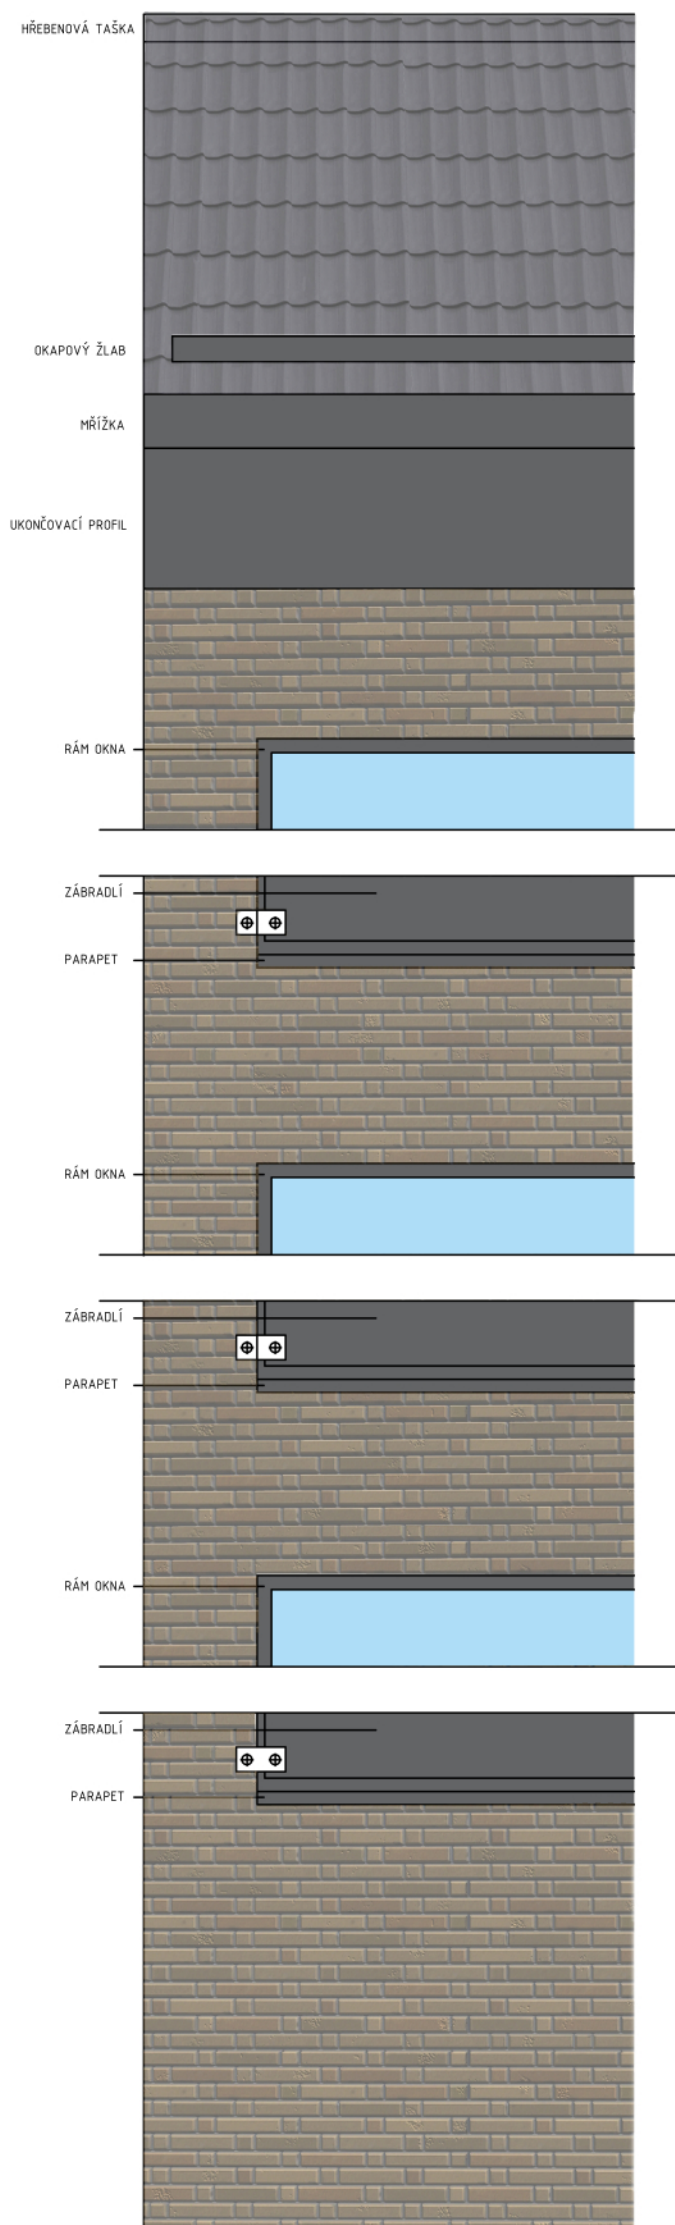 HŘEBENOVÁ TAŠKA
OKAPOVÝ ŽLAB
MŘÍŽKA
UKONČOVACÍ PROFIL
RÁM OKNA
ZÁBRADLÍ
PARAPET
RÁM OKNA
ZÁBRADLÍ
PARAPET
RÁM OKNA
ZÁBRADLÍ
PARAPET